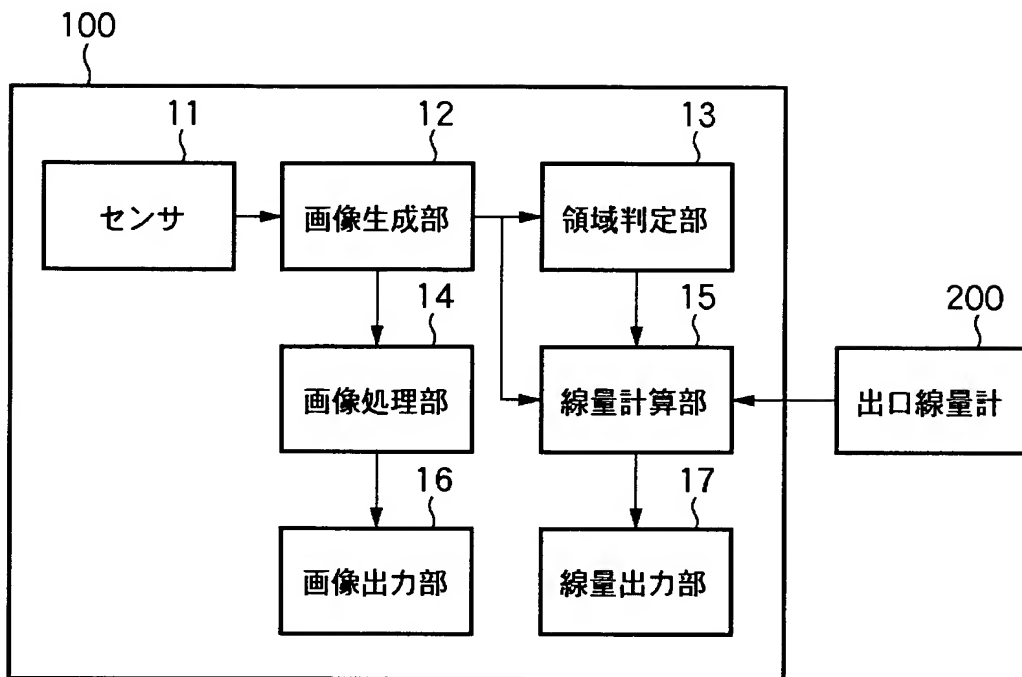 100
11
12
13
センサ
画像生成部
領域判定部
14
15
200
画像処理部
線量計算部
出口線量計
16
17
画像出力部
線量出力部